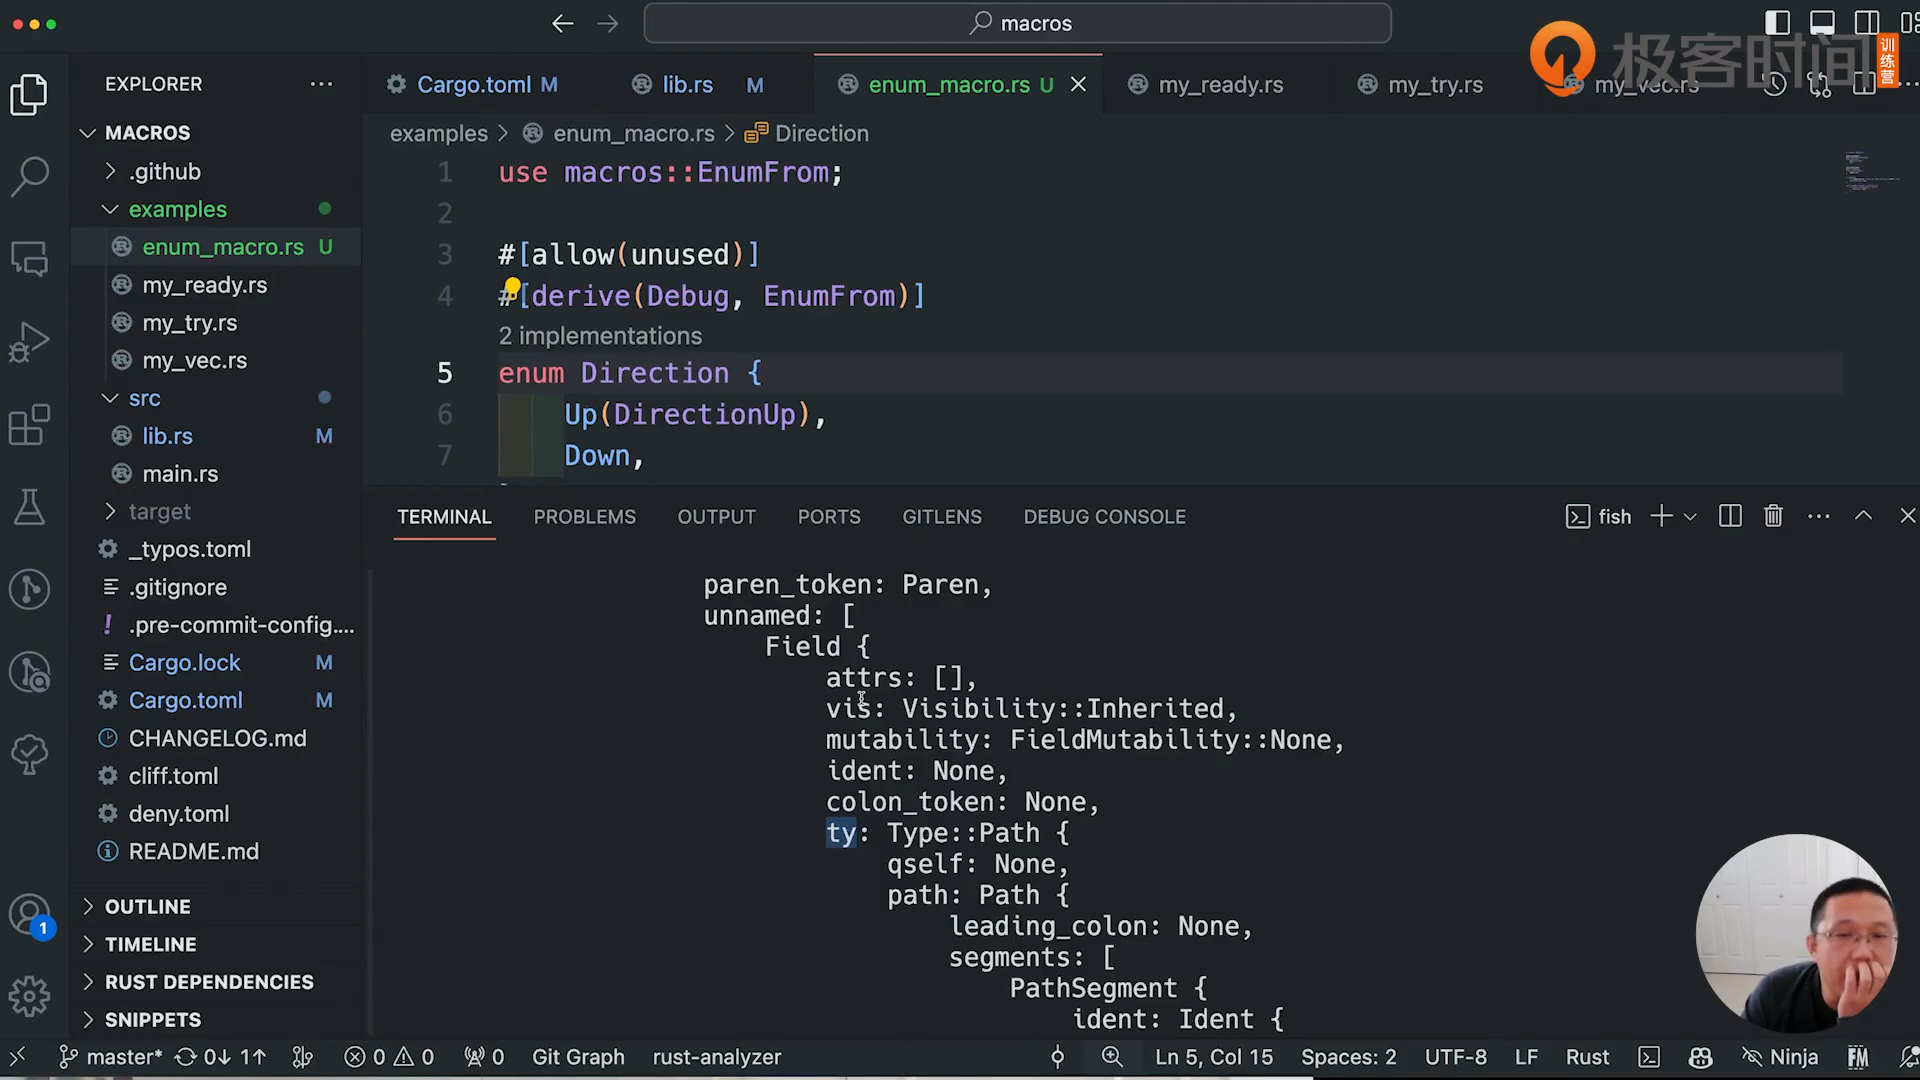 macros
极客时间
训练营
EXPLORER
MACROS
.github
examples
enum_macro.rs U
my_ready.rs
my_try.rs
my_vec.rs
src
lib.rs M
main.rs
target
_typos.toml
.gitignore
.pre-commit-config....
Cargo.lock M
Cargo.toml M
CHANGELOG.md
cliff.toml
deny.toml
README.md
OUTLINE
TIMELINE
RUST DEPENDENCIES
SNIPPETS
1
Cargo.toml M
lib.rs M
enum_macro.rs U
my_ready.rs
my_try.rs
my_vec.rs
examples > enum_macro.rs > Direction
1 use macros::EnumFrom;
2
3 #[allow(unused)]
4 #[derive(Debug, EnumFrom)]
2 implementations
5 enum Direction {
6 Up(DirectionUp),
7 Down,
TERMINAL PROBLEMS OUTPUT PORTS GITLENS DEBUG CONSOLE
fish
paren_token: Paren,
unnamed: [
Field {
attrs: [],
vis: Visibility::Inherited,
mutability: FieldMutability::None,
ident: None,
colon_token: None,
ty: Type::Path {
qself: None,
path: Path {
leading_colon: None,
segments: [
PathSegment {
ident: Ident {
master* 0↓ 1↑ 0 0 0 Git Graph rust-analyzer Ln 5, Col 15 Spaces: 2 UTF-8 LF Rust Ninja FM